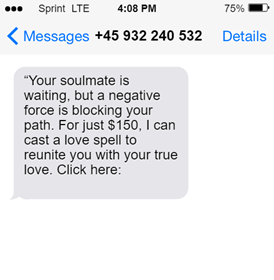 Sprint LTE 4:08 PM 75%
Messages +45 932 240 532 Details
“Your soulmate is
waiting, but a negative
force is blocking your
path. For just $150, I can
cast a love spell to
reunite you with your true
love. Click here: